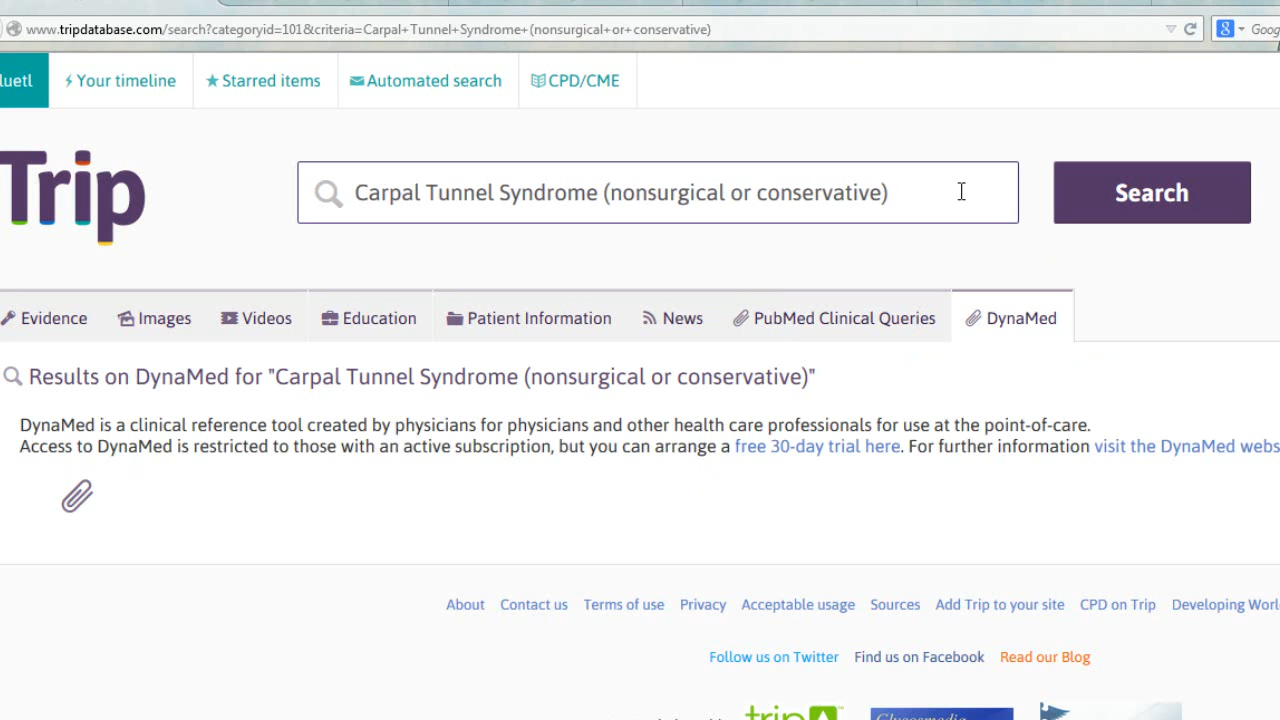 www.tripdatabase.com/search?categoryid=101&criteria=Carpal+Tunnel+Syndrome+(nonsurgical+or+conservative)
8
Goog
luetl
Your timeline
Starred items
Automated search
CPD/CME
Trip
Carpal Tunnel Syndrome (nonsurgical or conservative)
Search
Evidence
Images
Videos
Education
Patient Information
News
PubMed Clinical Queries
DynaMed
Results on DynaMed for "Carpal Tunnel Syndrome (nonsurgical or conservative)"
DynaMed is a clinical reference tool created by physicians for physicians and other health care professionals for use at the point-of-care.
Access to DynaMed is restricted to those with an active subscription, but you can arrange a free 30-day trial here. For further information visit the DynaMed webs
About
Contact us
Terms of use
Privacy
Acceptable usage
Sources
Add Trip to your site
CPD on Trip
Developing Worl
Follow us on Twitter
Find us on Facebook
Read our Blog
trip
Glucosmedia